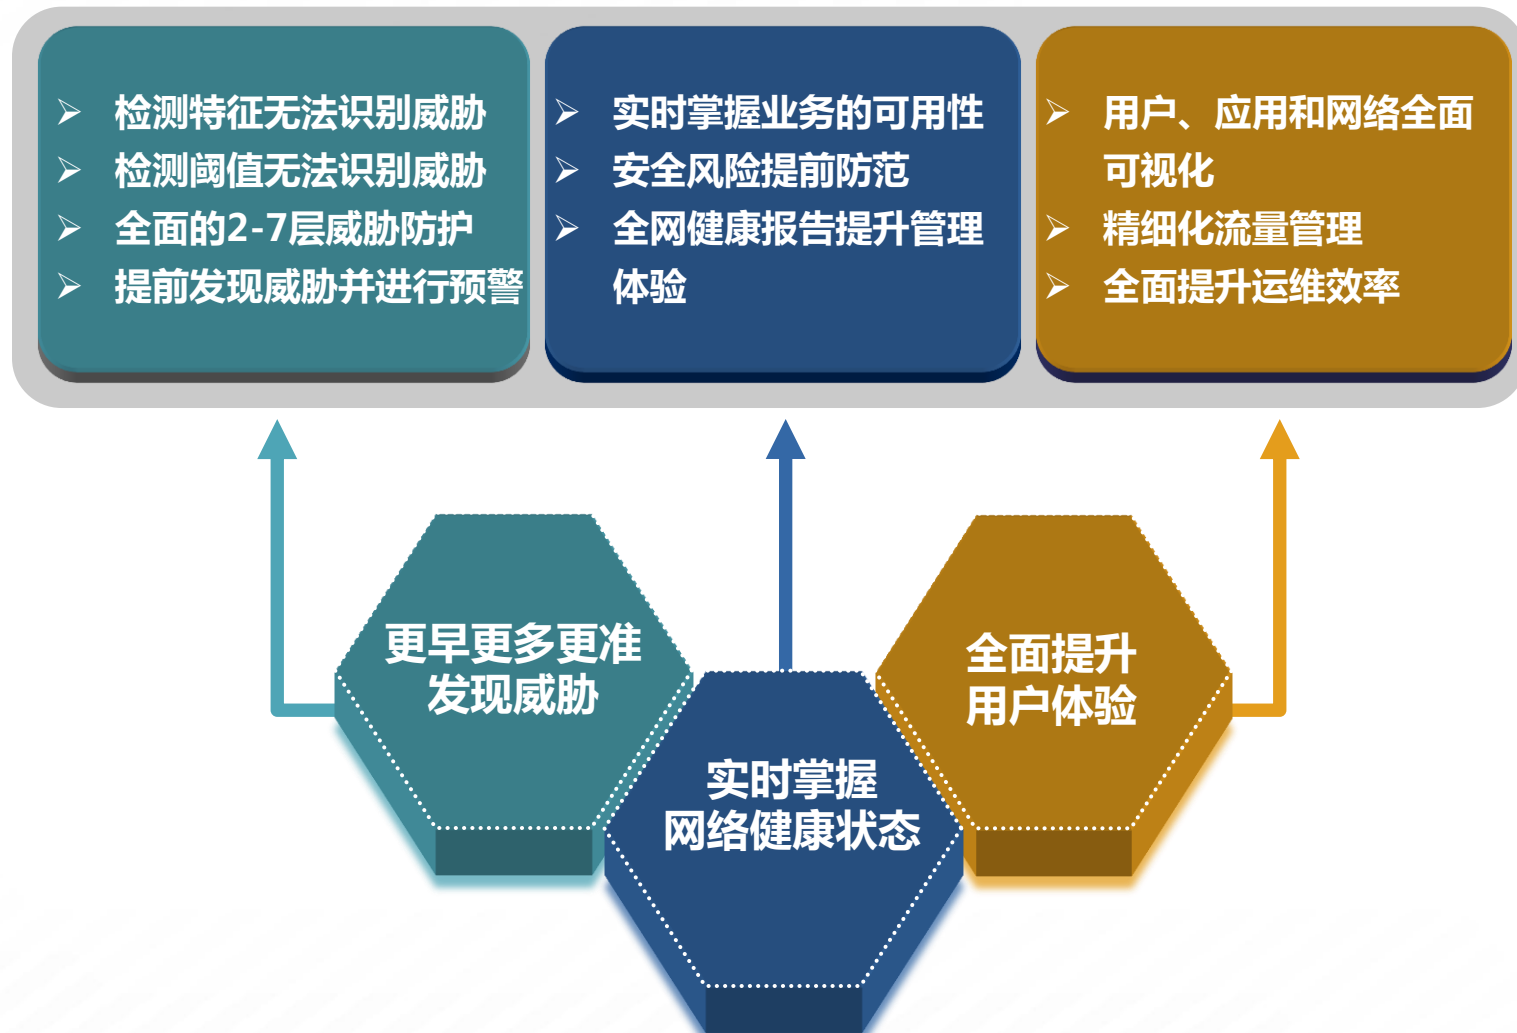 检测特征无法识别威胁
检测阈值无法识别威胁
全面的2-7层威胁防护
提前发现威胁并进行预警
实时掌握业务的可用性
安全风险提前防范
全网健康报告提升管理
体验
用户、应用和网络全面
可视化
精细化流量管理
全面提升运维效率
更早更多更准
发现威胁
实时掌握
网络健康状态
全面提升
用户体验